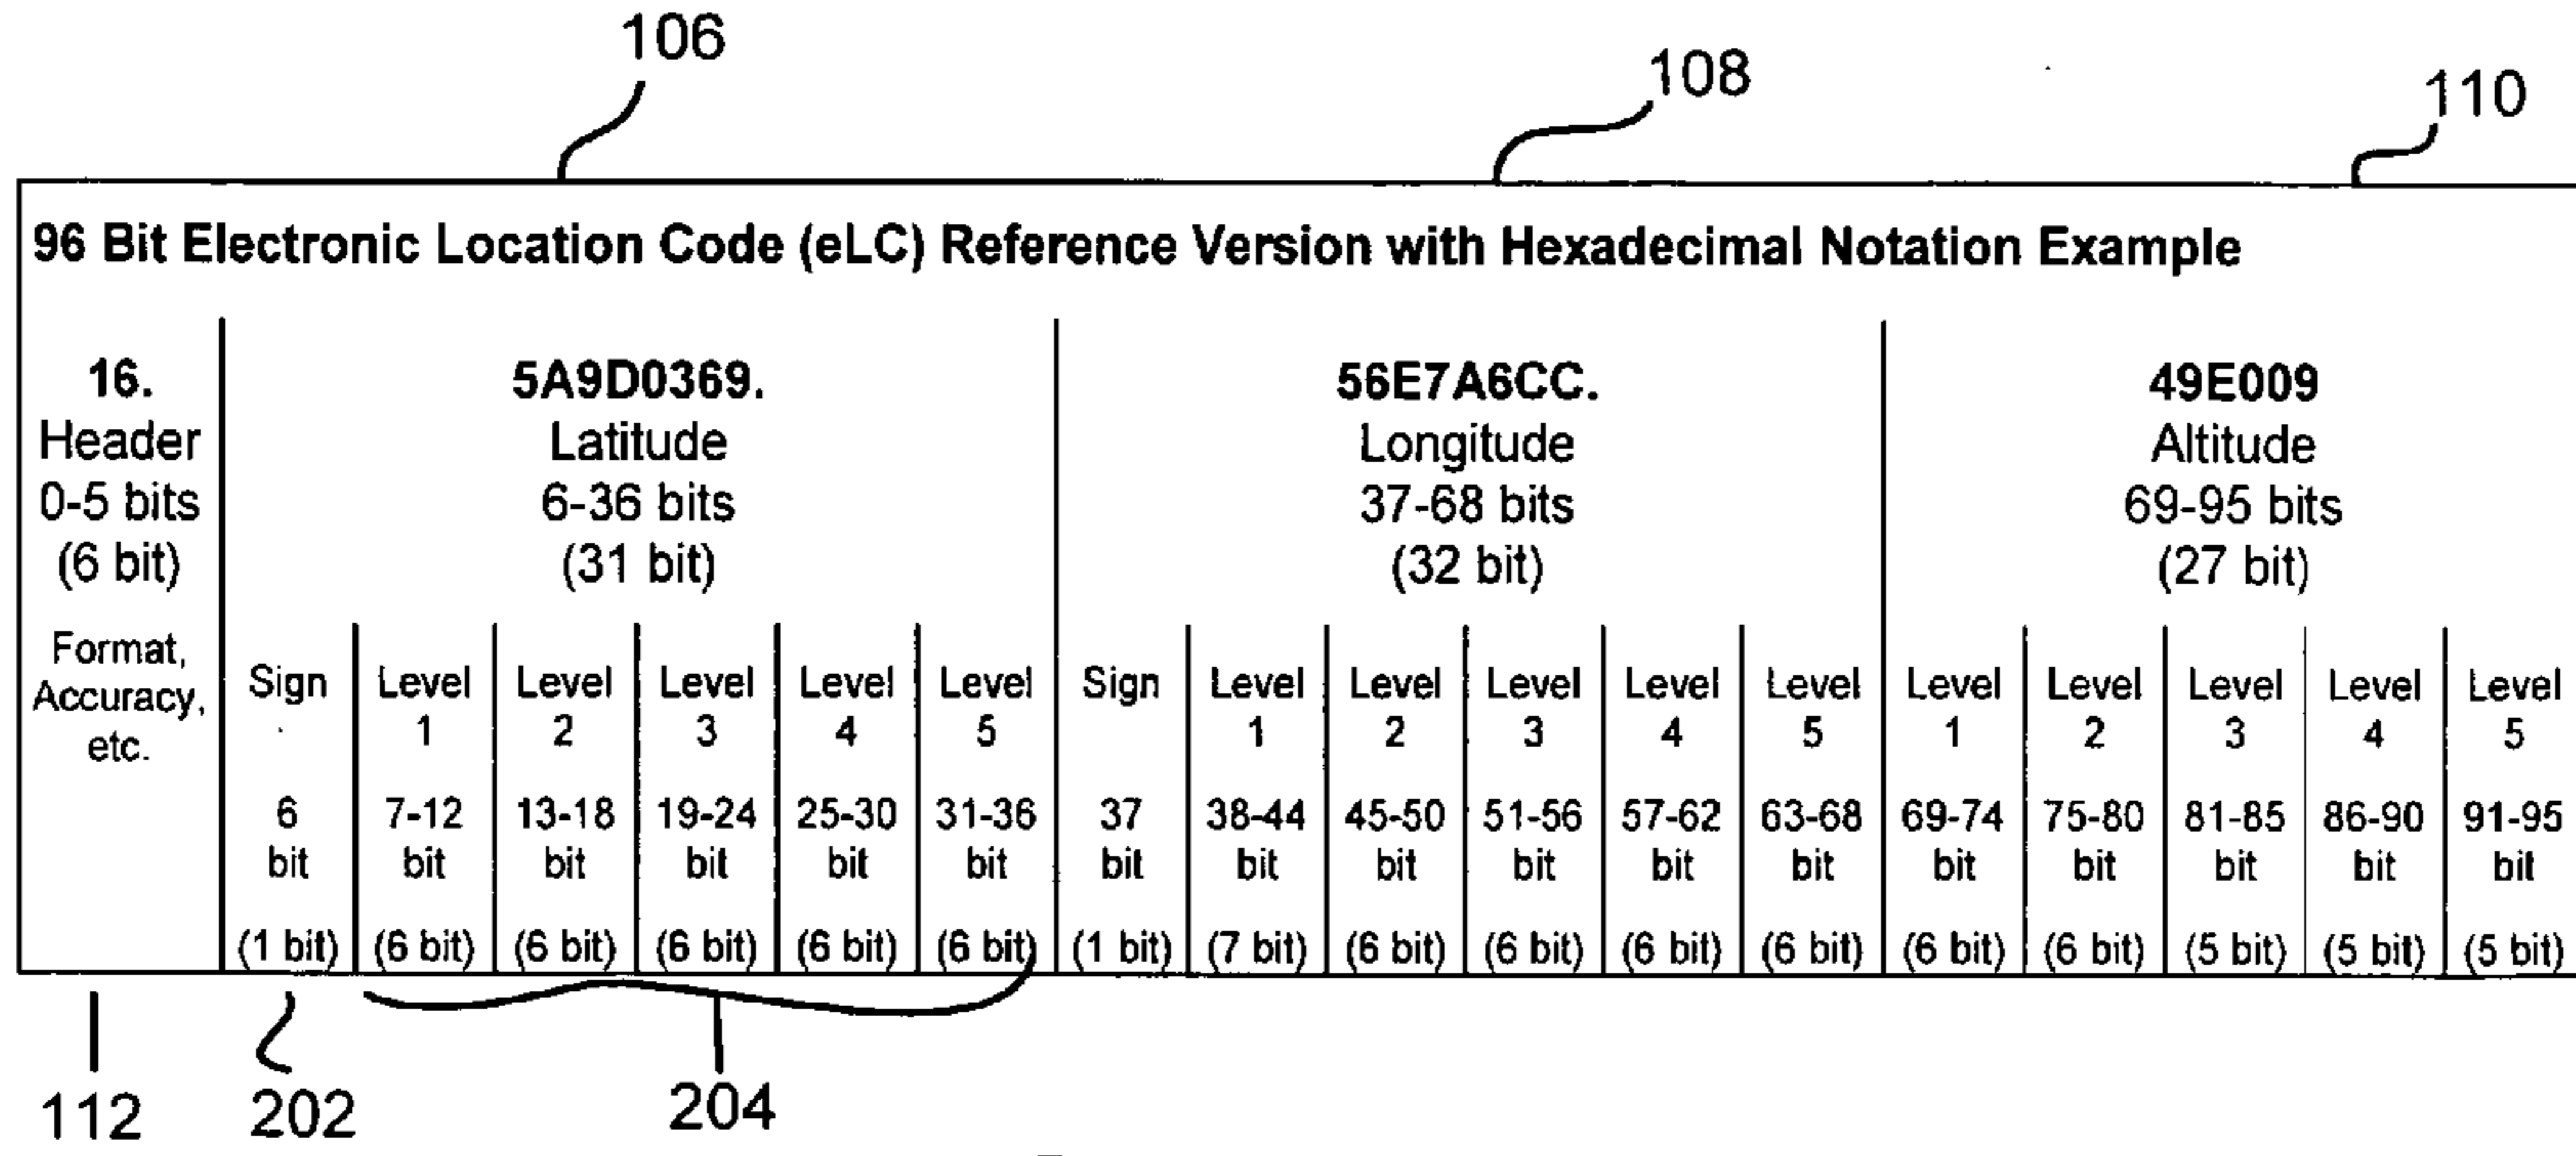 106
108
110
96 Bit Electronic Location Code (eLC) Reference Version with Hexadecimal Notation Example
16. 5A9D0369. 56E7A6CC. 49E009
Header Latitude Longitude Altitude
0-5 bits 6-36 bits 37-68 bits 69-95 bits
(6 bit) (31 bit) (32 bit) (27 bit)
Format,
Accuracy,
etc.
Sign Level Level Level Level Level Sign Level Level Level Level Level Level Level Level Level Level
1 2 3 4 5 1 2 3 4 5 1 2 3 4 5
6 7-12 13-18 19-24 25-30 31-36 37 38-44 45-50 51-56 57-62 63-68 69-74 75-80 81-85 86-90 91-95
bit bit bit bit bit bit bit bit bit bit bit bit bit bit bit bit bit
(1 bit) (6 bit) (6 bit) (6 bit) (6 bit) (6 bit) (1 bit) (7 bit) (6 bit) (6 bit) (6 bit) (6 bit) (6 bit) (6 bit) (5 bit) (5 bit) (5 bit)
112 202 204